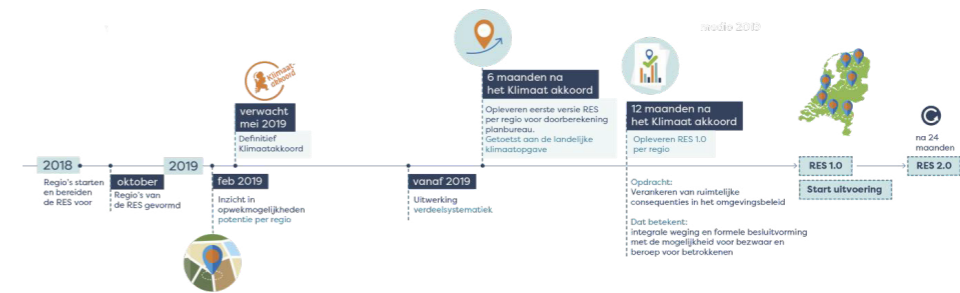 medio 2019
Klimaat-
akkoord
verwacht
mei 2019
Definitief
Klimaatakkoord
6 maanden na
het Klimaat akkoord
Opleveren eerste versie RES
per regio voor doorberekening
planbureau.
Getoetst aan de landelijke
klimaatopgave
12 maanden na
het Klimaat akkoord
Opleveren RES 1.0
per regio
na 24
maanden
2018
Regio's starten
en bereiden
de RES voor
oktober
Regio's van
de RES gevormd
2019
feb 2019
Inzicht in
opwekmogelijkheden
potentie per regio
vanaf 2019
Uitwerking
verdeelsystematiek
Opdracht:
Verankeren van ruimtelijke
consequenties in het omgevingsbeleid
Dat betekent:
integrale weging en formele besluitvorming
met de mogelijkheid voor bezwaar en
beroep voor betrokkenen
RES 1.0
Start uitvoering
RES 2.0